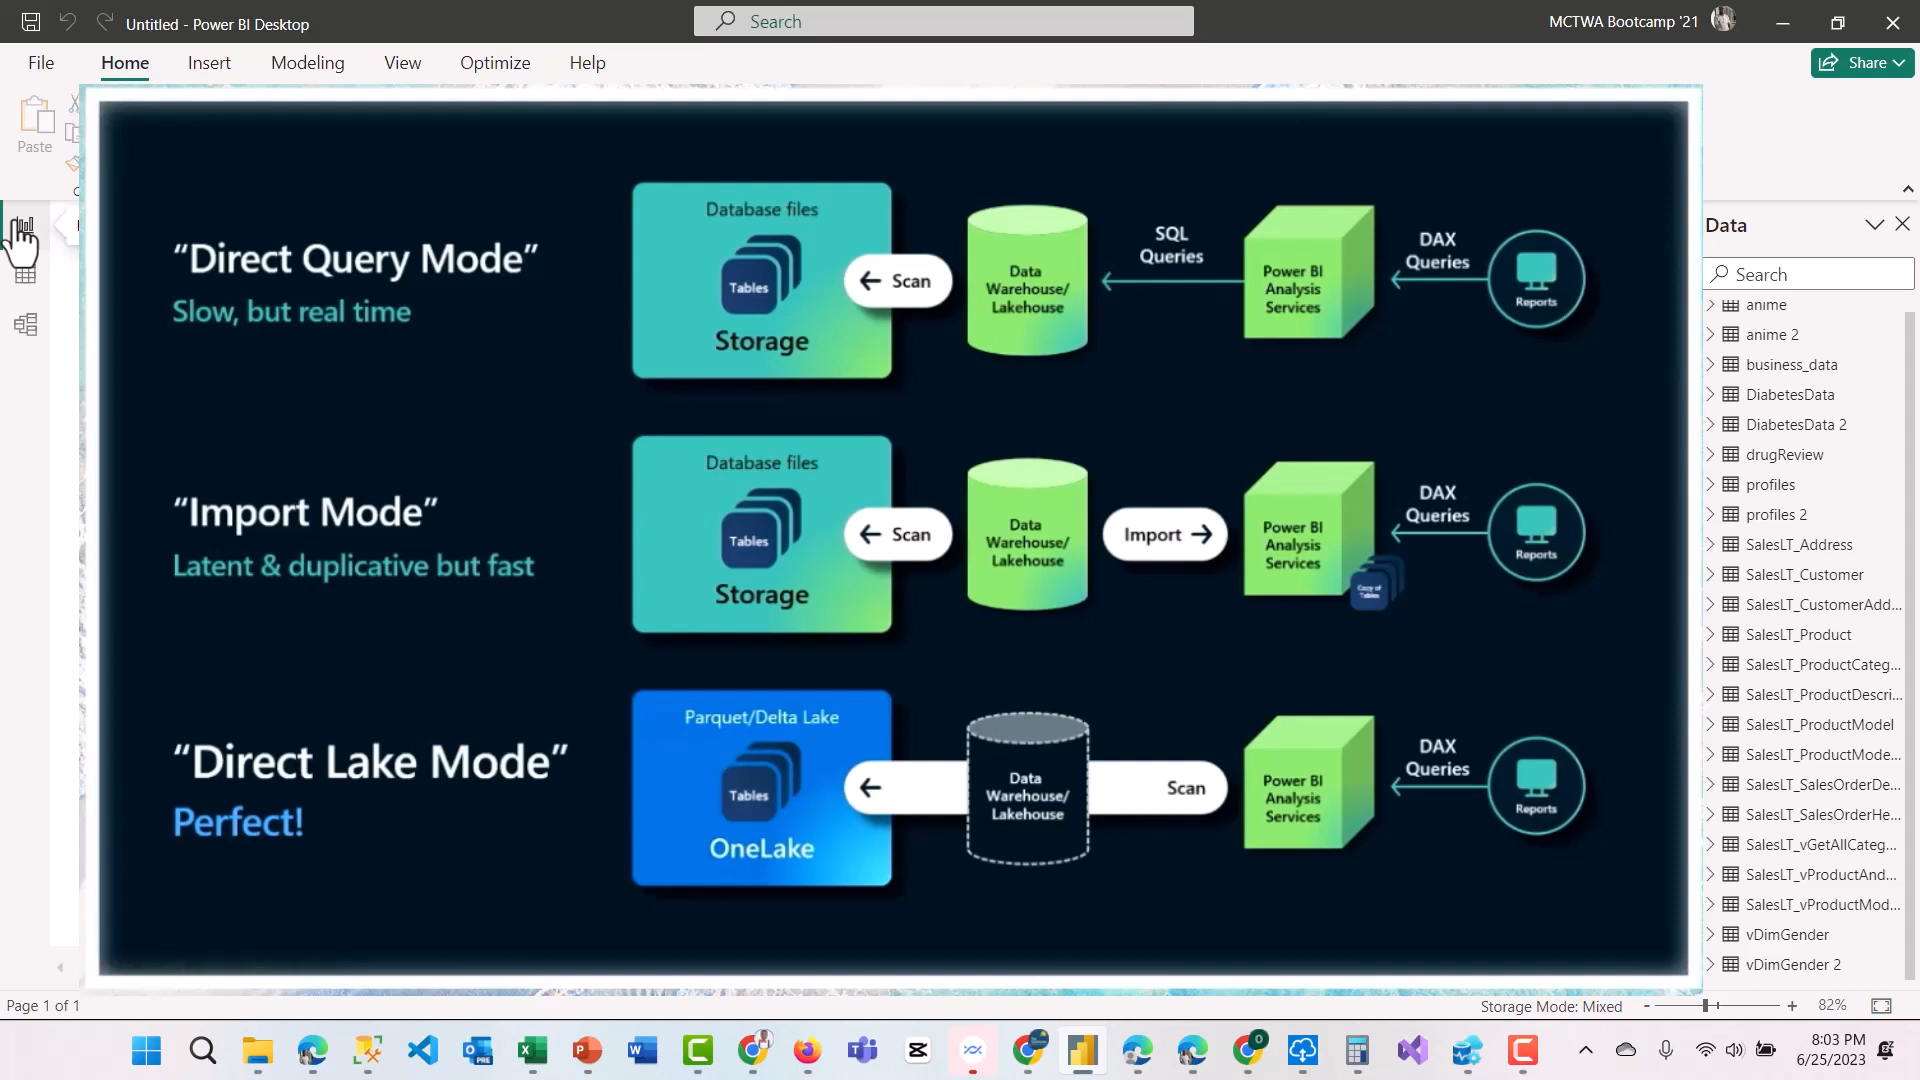 Untitled - Power BI Desktop
Search
MCTWA Bootcamp '21
File
Home
Insert
Modeling
View
Optimize
Help
Share
Paste
Database files
Tables
Storage
← Scan
Data
Warehouse/
Lakehouse
SQL
Queries
Power BI
Analysis
Services
DAX
Queries
Reports
“Direct Query Mode”
Slow, but real time
Database files
Tables
Storage
← Scan
Data
Warehouse/
Lakehouse
Import →
Power BI
Analysis
Services
Copy of
Tables
DAX
Queries
Reports
“Import Mode”
Latent & duplicative but fast
Parquet/Delta Lake
Tables
OneLake
Data
Warehouse/
Lakehouse
Scan
Power BI
Analysis
Services
DAX
Queries
Reports
“Direct Lake Mode”
Perfect!
Data
Search
anime
anime 2
business_data
DiabetesData
DiabetesData 2
drugReview
profiles
profiles 2
SalesLT_Address
SalesLT_Customer
SalesLT_CustomerAdd...
SalesLT_Product
SalesLT_ProductCateg...
SalesLT_ProductDescri...
SalesLT_ProductModel
SalesLT_ProductMode...
SalesLT_SalesOrderDe...
SalesLT_SalesOrderHe...
SalesLT_vGetAllCateg...
SalesLT_vProductAnd...
SalesLT_vProductMod...
vDimGender
vDimGender 2
Page 1 of 1
Storage Mode: Mixed
82%
8:03 PM
6/25/2023